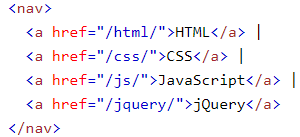 <nav>
  <a href="/html/">HTML</a> |
  <a href="/css/">CSS</a> |
  <a href="/js/">JavaScript</a> |
  <a href="/jquery/">jQuery</a>
</nav>